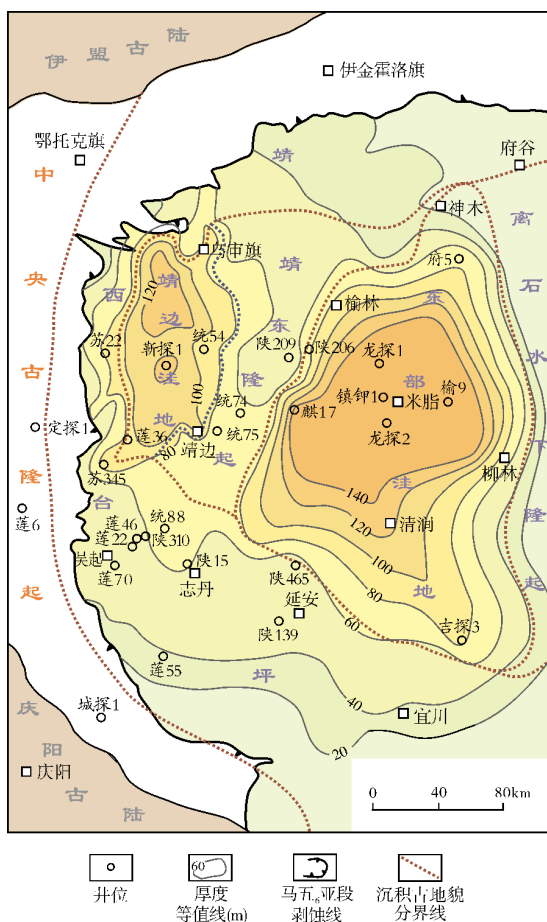 伊盟古陆
伊金霍洛旗
鄂托克旗
府谷
神木
乌审旗
府5
榆林
靖
靖东隆起
离石水下隆起
中央古隆起
西台坪
靖边洼地
东部洼地
120
苏22
靳探1
统54
陕209
陕206
龙探1
100
镇钾1
米脂
榆9
麒17
统74
统75
龙探2
定探1
莲36
靖边
80
苏345
柳林
140
莲6
120
清涧
统88
莲46
陕310
莲22
吴起
莲70
陕15
志丹
100
陕465
80
延安
陕139
60
吉探3
莲55
40
城探1
宜川
20
庆阳古陆
庆阳
0 40 80km
60
井位
厚度
等值线(m)
马五₆亚段
剥蚀线
沉积古地貌
分界线